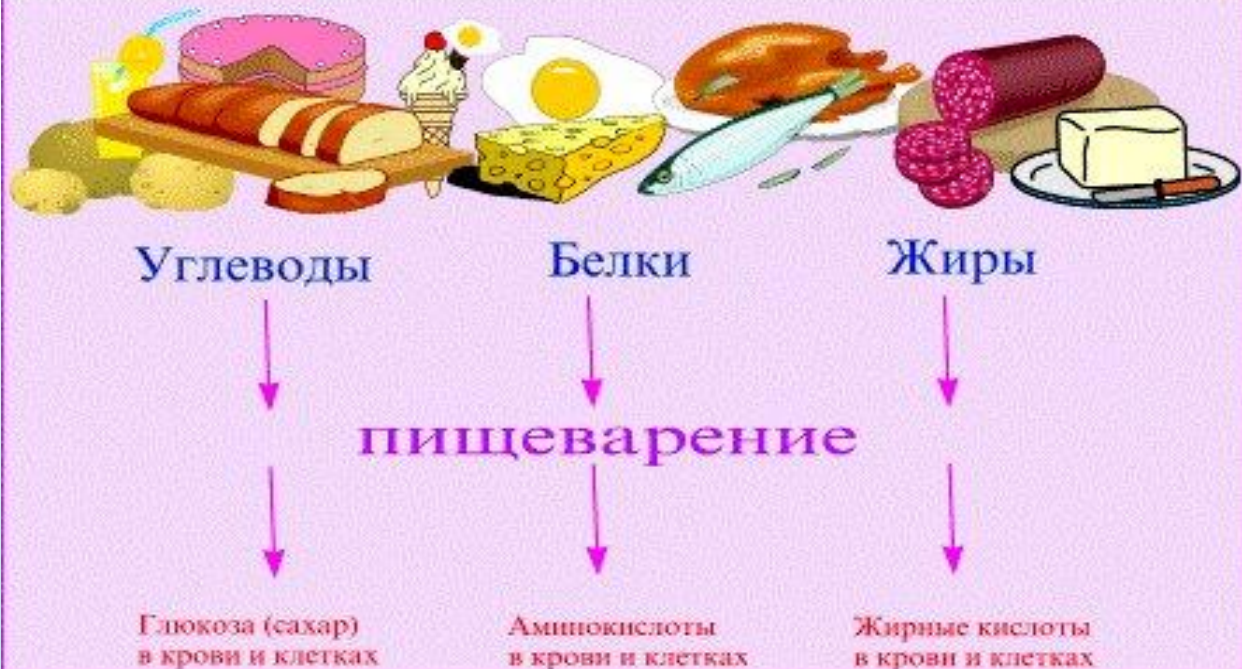 Углеводы Белки Жиры
пищеварение
Глюкоза (сахар) Аминокислоты Жирные кислоты
в крови и клетках в крови и клетках в крови и клетках